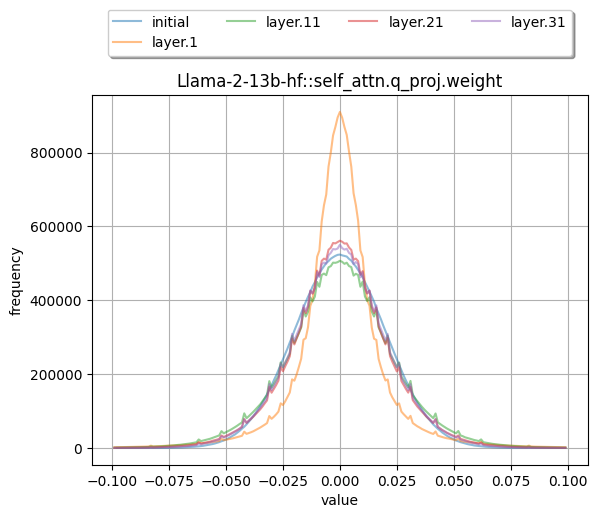 initial layer.11 layer.21 layer.31
layer.1
Llama-2-13b-hf::self_attn.q_proj.weight
800000
600000
400000
200000
0
frequency
−0.100 −0.075 −0.050 −0.025 0.000 0.025 0.050 0.075 0.100
value